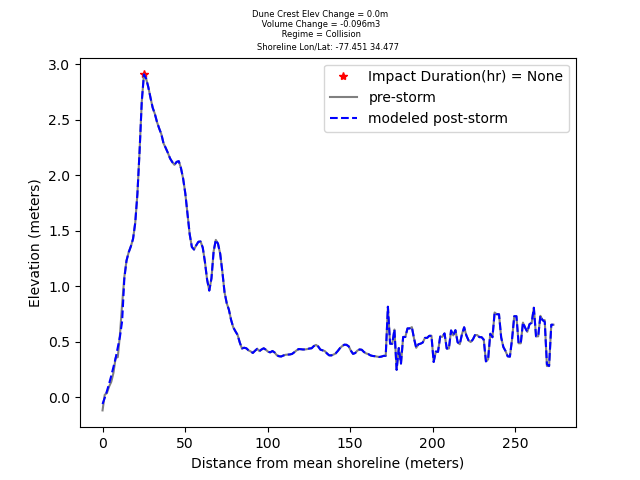 Dune Crest Elev Change = 0.0m
Volume Change = -0.096m3
Regime = Collision
Shoreline Lon/Lat: -77.451 34.477
Impact Duration(hr) = None
pre-storm
modeled post-storm
3.0
2.5
2.0
1.5
1.0
0.5
0.0
Elevation (meters)
0 50 100 150 200 250
Distance from mean shoreline (meters)